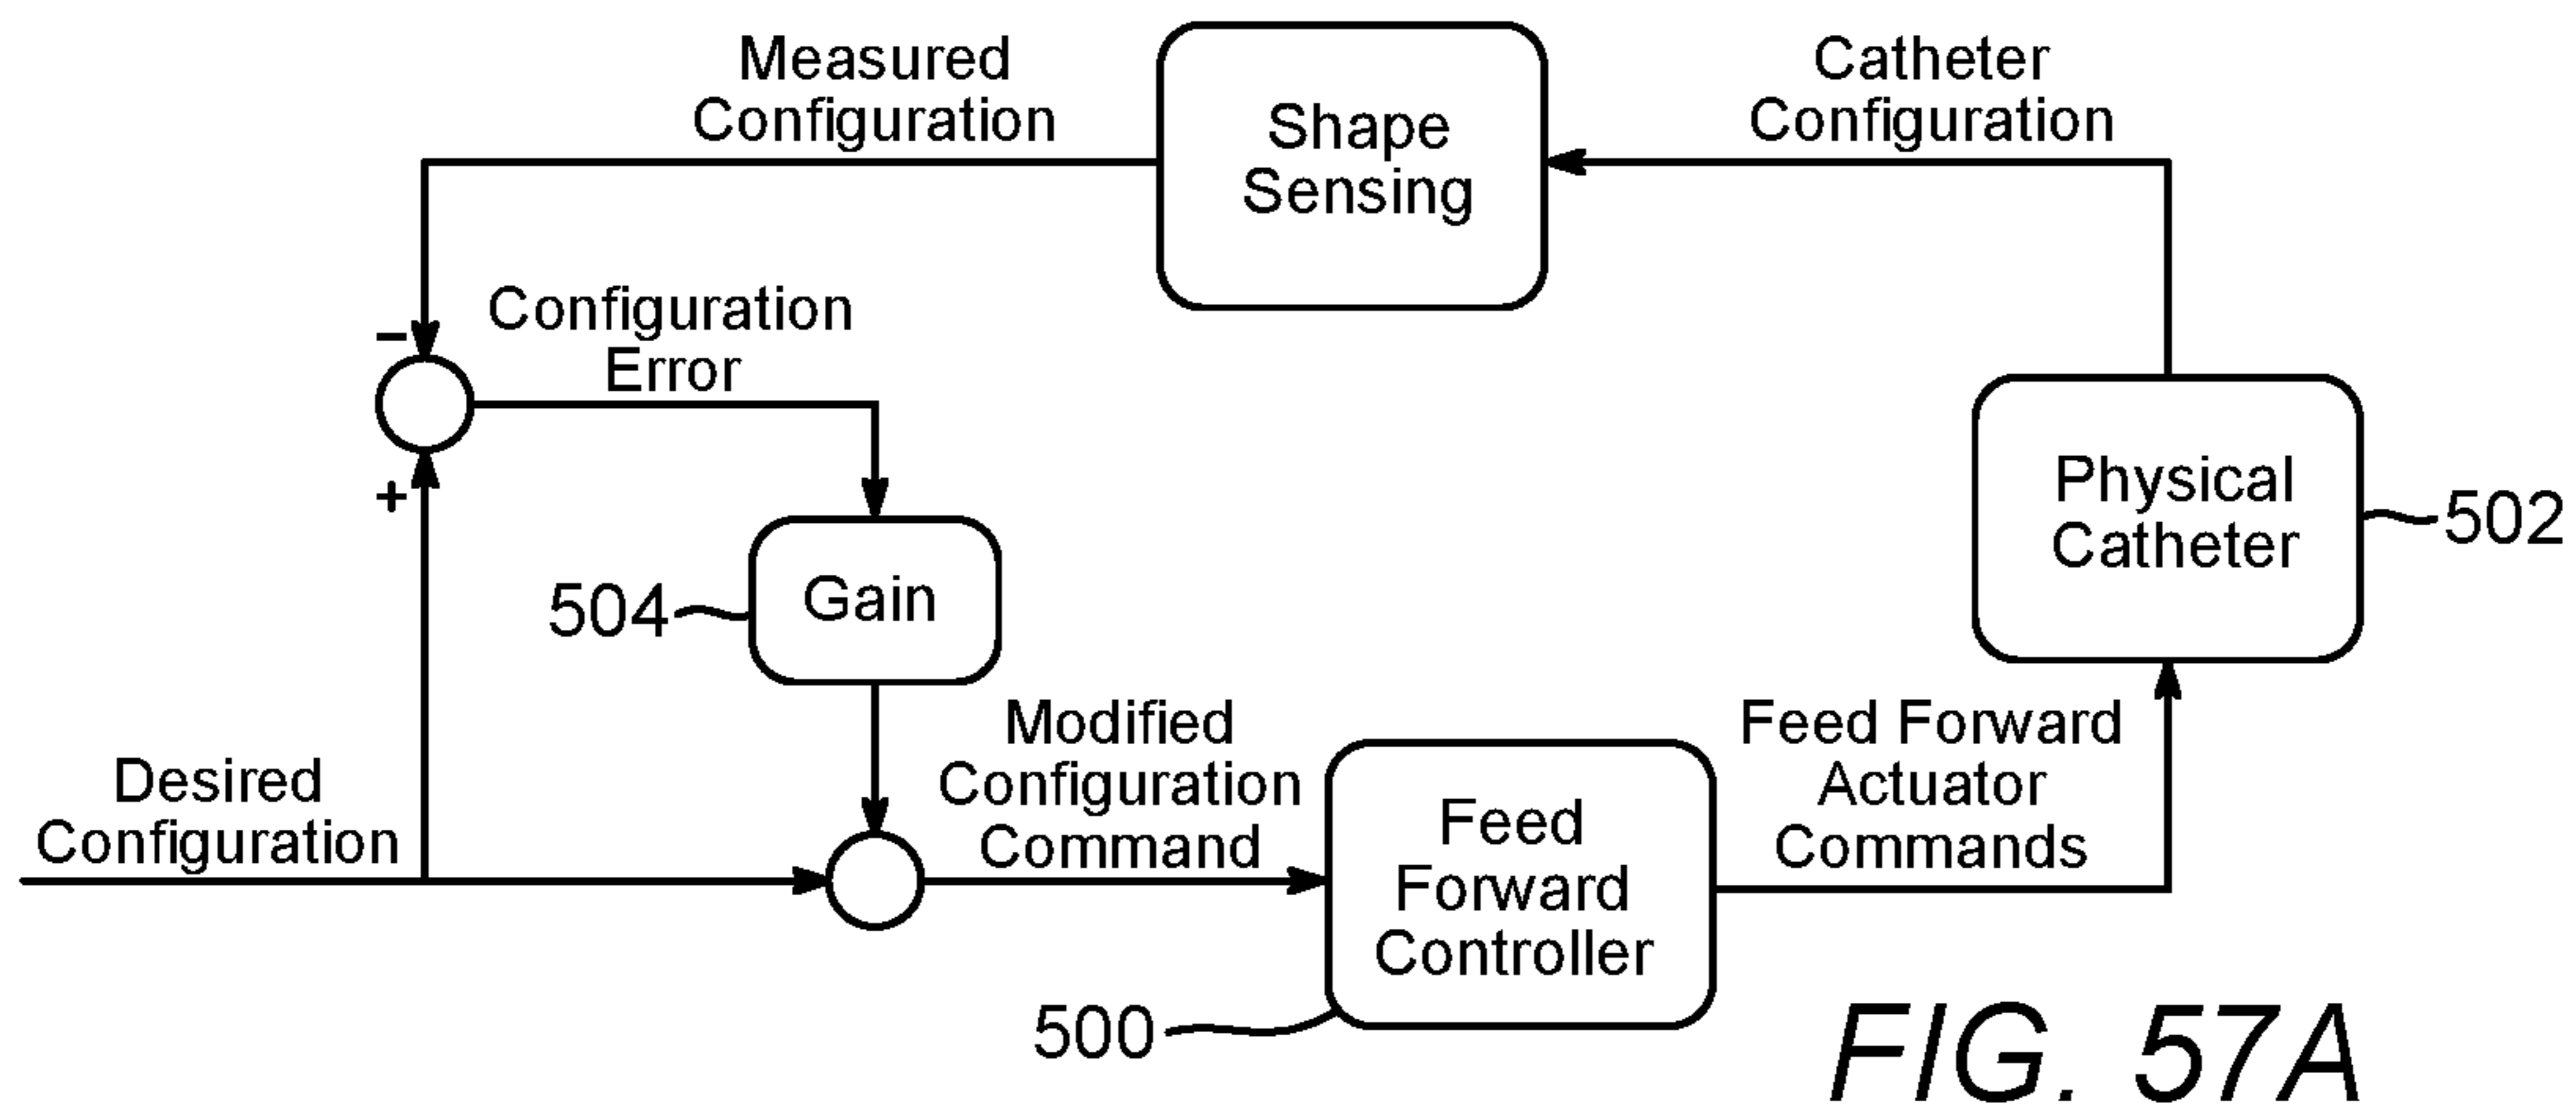 Measured
Configuration
Shape
Sensing
Catheter
Configuration
−
Configuration
Error
+
504
Gain
Physical
Catheter
502
Desired
Configuration
Modified
Configuration
Command
Feed
Forward
Controller
500
Feed Forward
Actuator
Commands
FIG. 57A